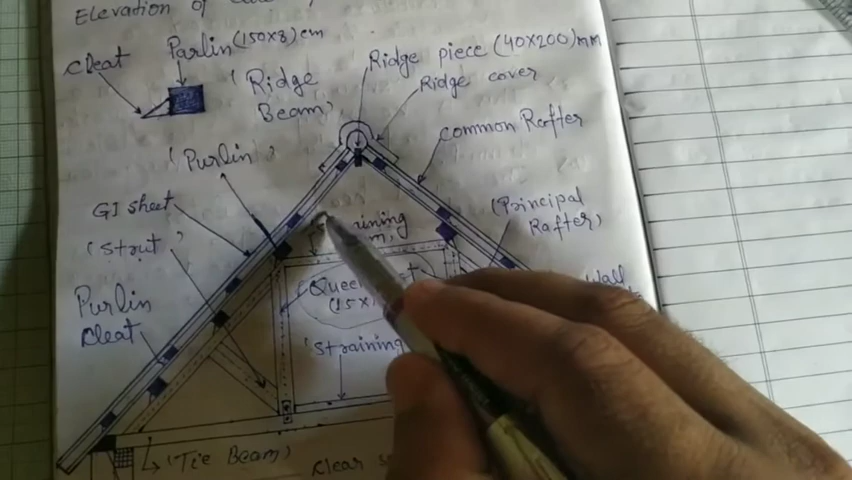 Elevation of
Parlin (150x8) cm
cleat
Ridge piece (40x200) mm
'Ridge Beam'
Ridge cover
common Rafter
'Purlin'
GI sheet
(Principal Rafter)
'Strut'
Purlin cleat
'Straining
'Tie Beam'
clear